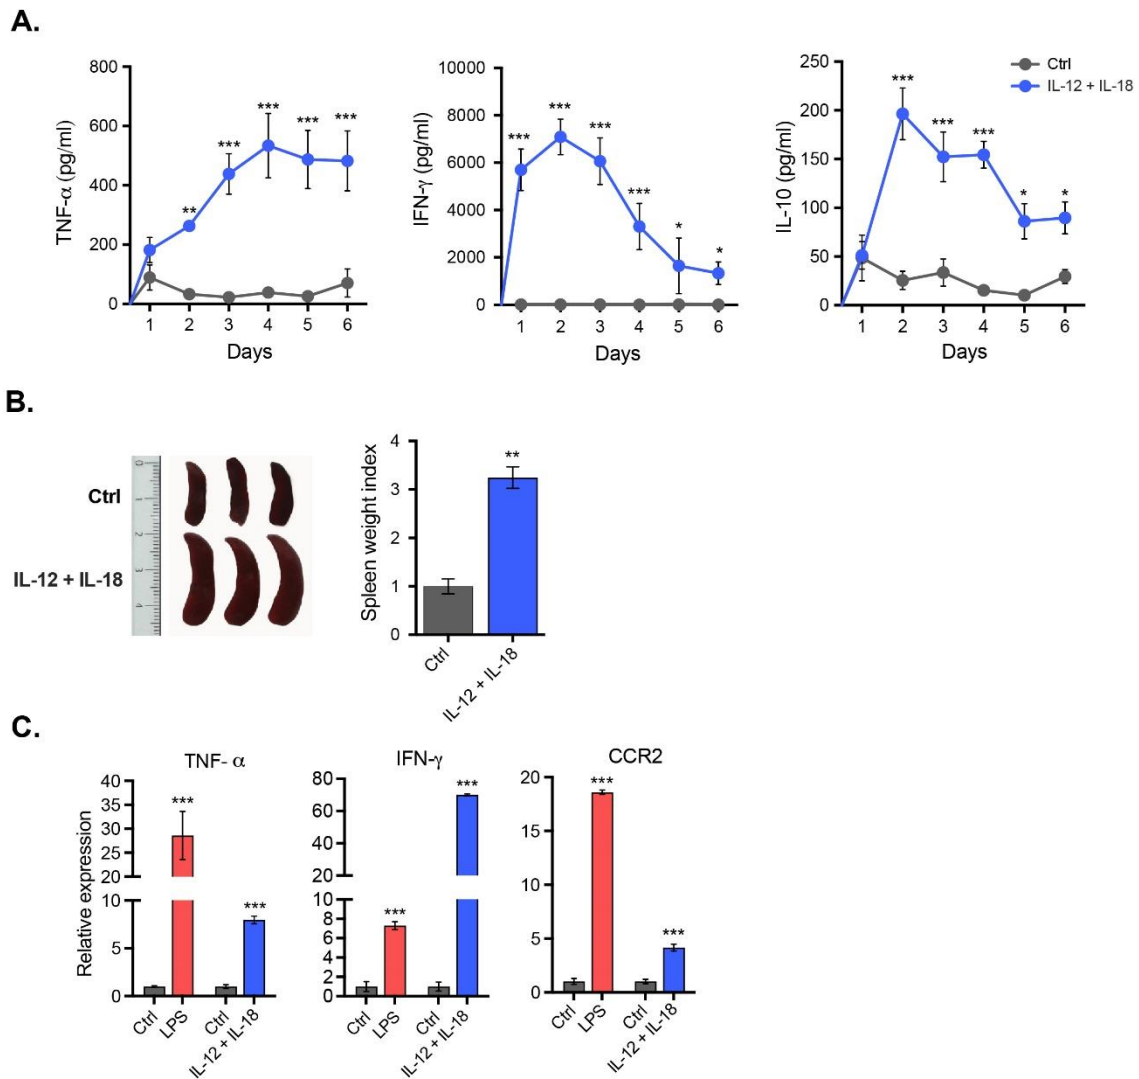 A.
TNF-α (pg/ml)
800
600
400
200
0
** *** *** *** ***
1 2 3 4 5 6
Days
IFN-γ (pg/ml)
10000
8000
6000
4000
2000
0
*** *** *** *** * *
1 2 3 4 5 6
Days
IL-10 (pg/ml)
250
200
150
100
50
0
*** *** *** * *
1 2 3 4 5 6
Days
Ctrl
IL-12 + IL-18
B.
Ctrl
IL-12 + IL-18
0
1
2
3
4
Spleen weight index
4
3
2
1
0
**
Ctrl
IL-12 + IL-18
C.
TNF- α
Relative expression
40
35
30
25
20
10
5
0
***
***
Ctrl
LPS
Ctrl
IL-12 + IL-18
IFN-γ
80
60
40
20
10
8
6
4
2
0
***
***
Ctrl
LPS
Ctrl
IL-12 + IL-18
CCR2
20
15
10
5
0
***
***
Ctrl
LPS
Ctrl
IL-12 + IL-18